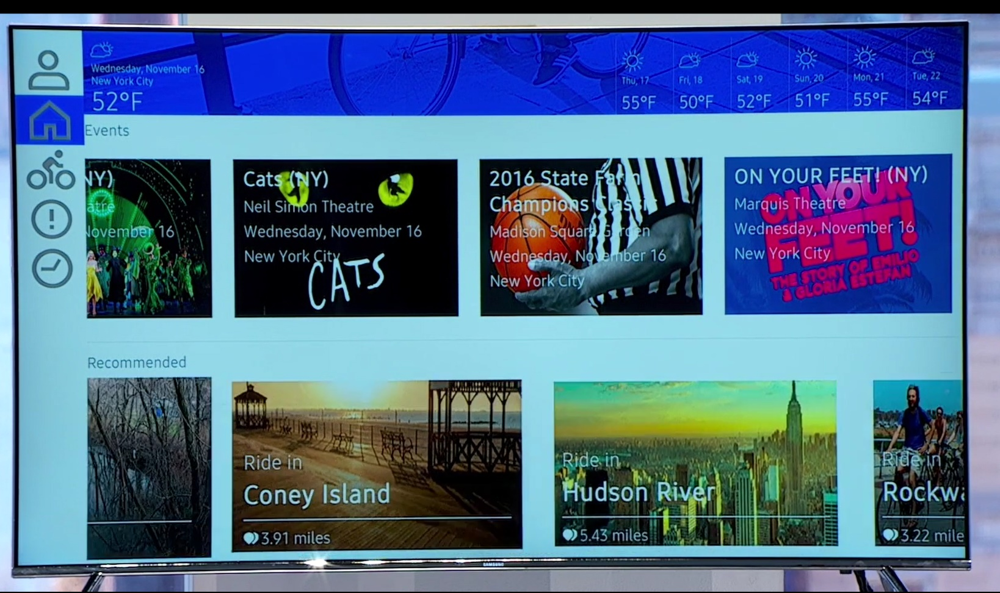 Wednesday, November 16
New York City
52°F
Thu, 17
55°F
Fri, 18
50°F
Sat, 19
52°F
Sun, 20
51°F
Mon, 21
55°F
Tue, 22
54°F
Events
NY)
atre
November 16
Cats (NY)
Neil Simon Theatre
Wednesday, November 16
New York City
CATS
2016 State Farm
Champions Classic
Madison Square Garden
Wednesday, November 16
New York City
ON YOUR FEET! (NY)
Marquis Theatre
Wednesday, November 16
New York City
ON YOUR
FEET!
THE STORY OF EMILIO
& GLORIA ESTEFAN
Recommended
Ride in
Coney Island
3.91 miles
Ride in
Hudson River
5.43 miles
Ride in
Rockwa
3.22 mile
SAMSUNG